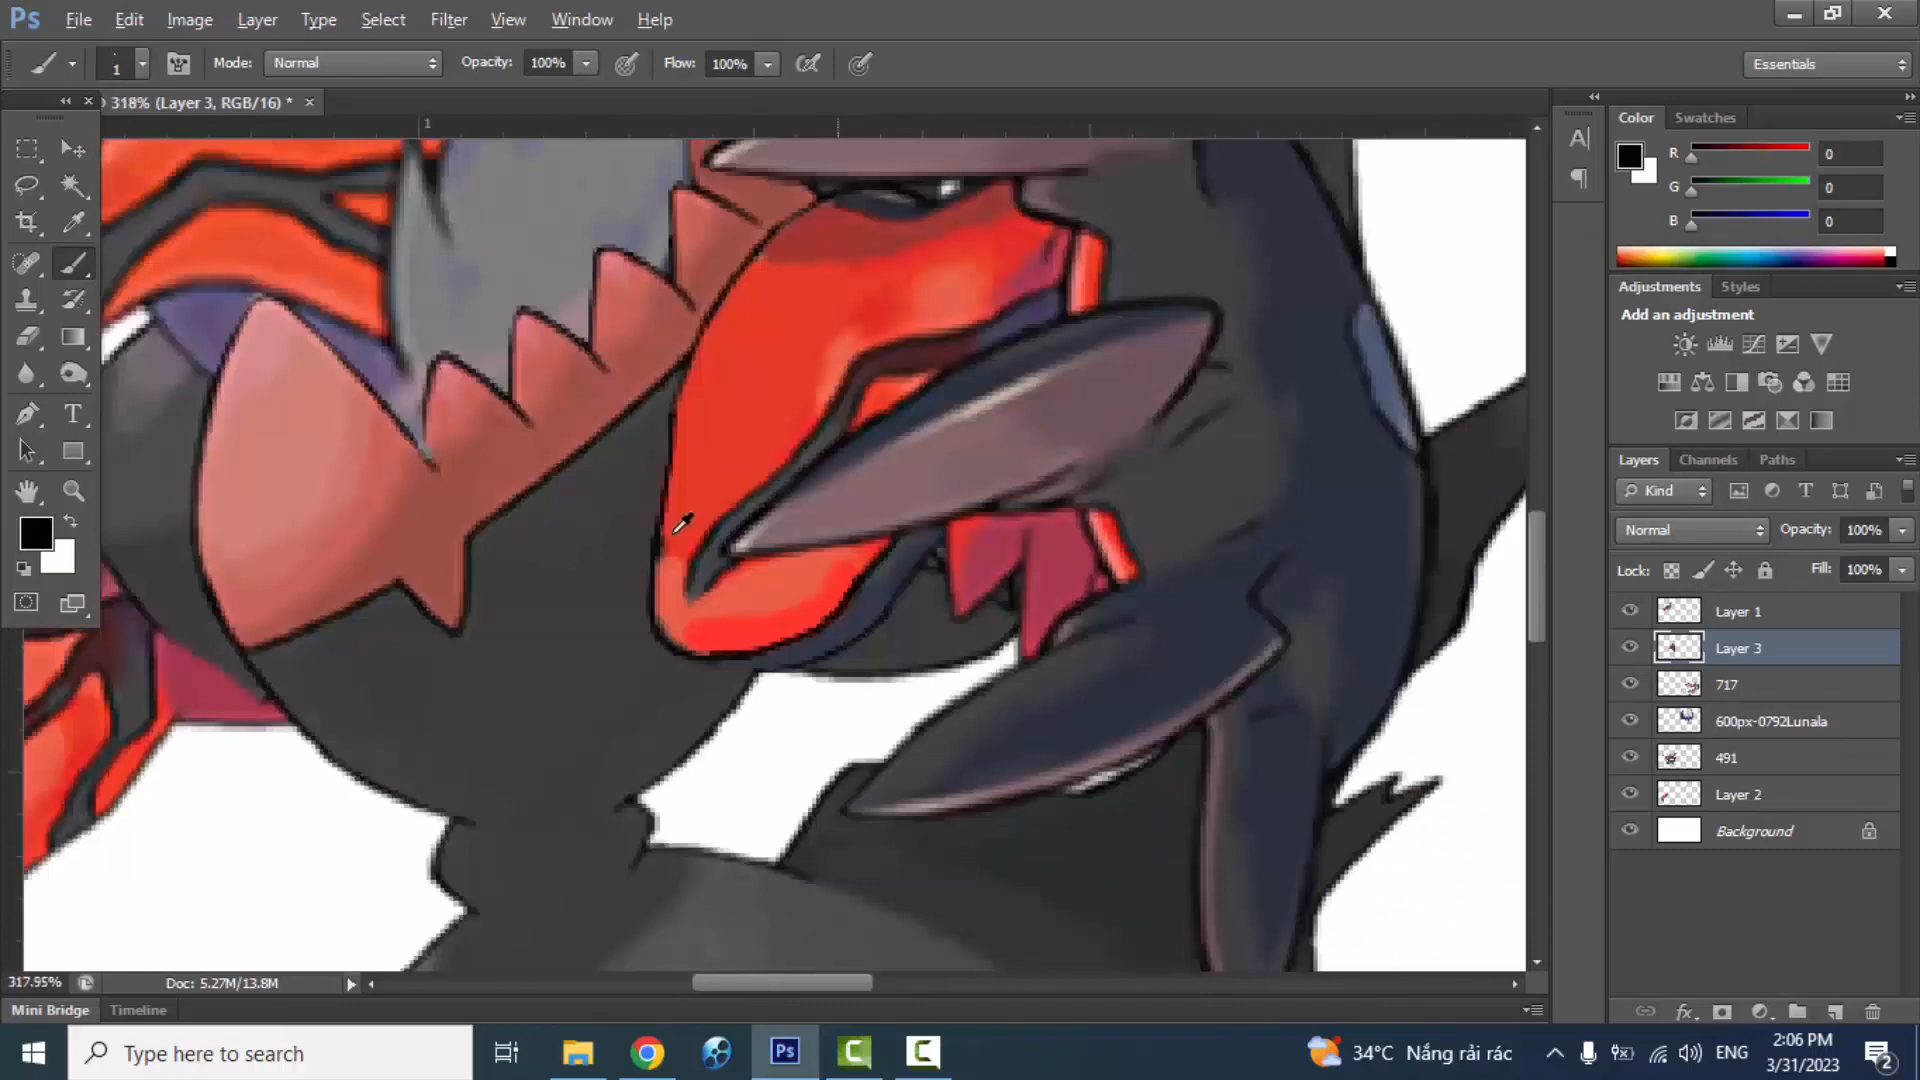 Ps File Edit Image Layer Type Select Filter View Window Help
1 Mode: Normal Opacity: 100% Flow: 100% Essentials
318% (Layer 3, RGB/16) * ×
1
Color Swatches
R 0
G 0
B 0
Adjustments Styles
Add an adjustment
Layers Channels Paths
Kind
Normal Opacity: 100%
Lock: Fill: 100%
Layer 1
Layer 3
717
600px-0792Lunala
491
Layer 2
Background
317.95% Doc: 5.27M/13.8M
Mini Bridge Timeline
Type here to search Ps 34°C Nắng rải rác ENG 2:06 PM
3/31/2023
2